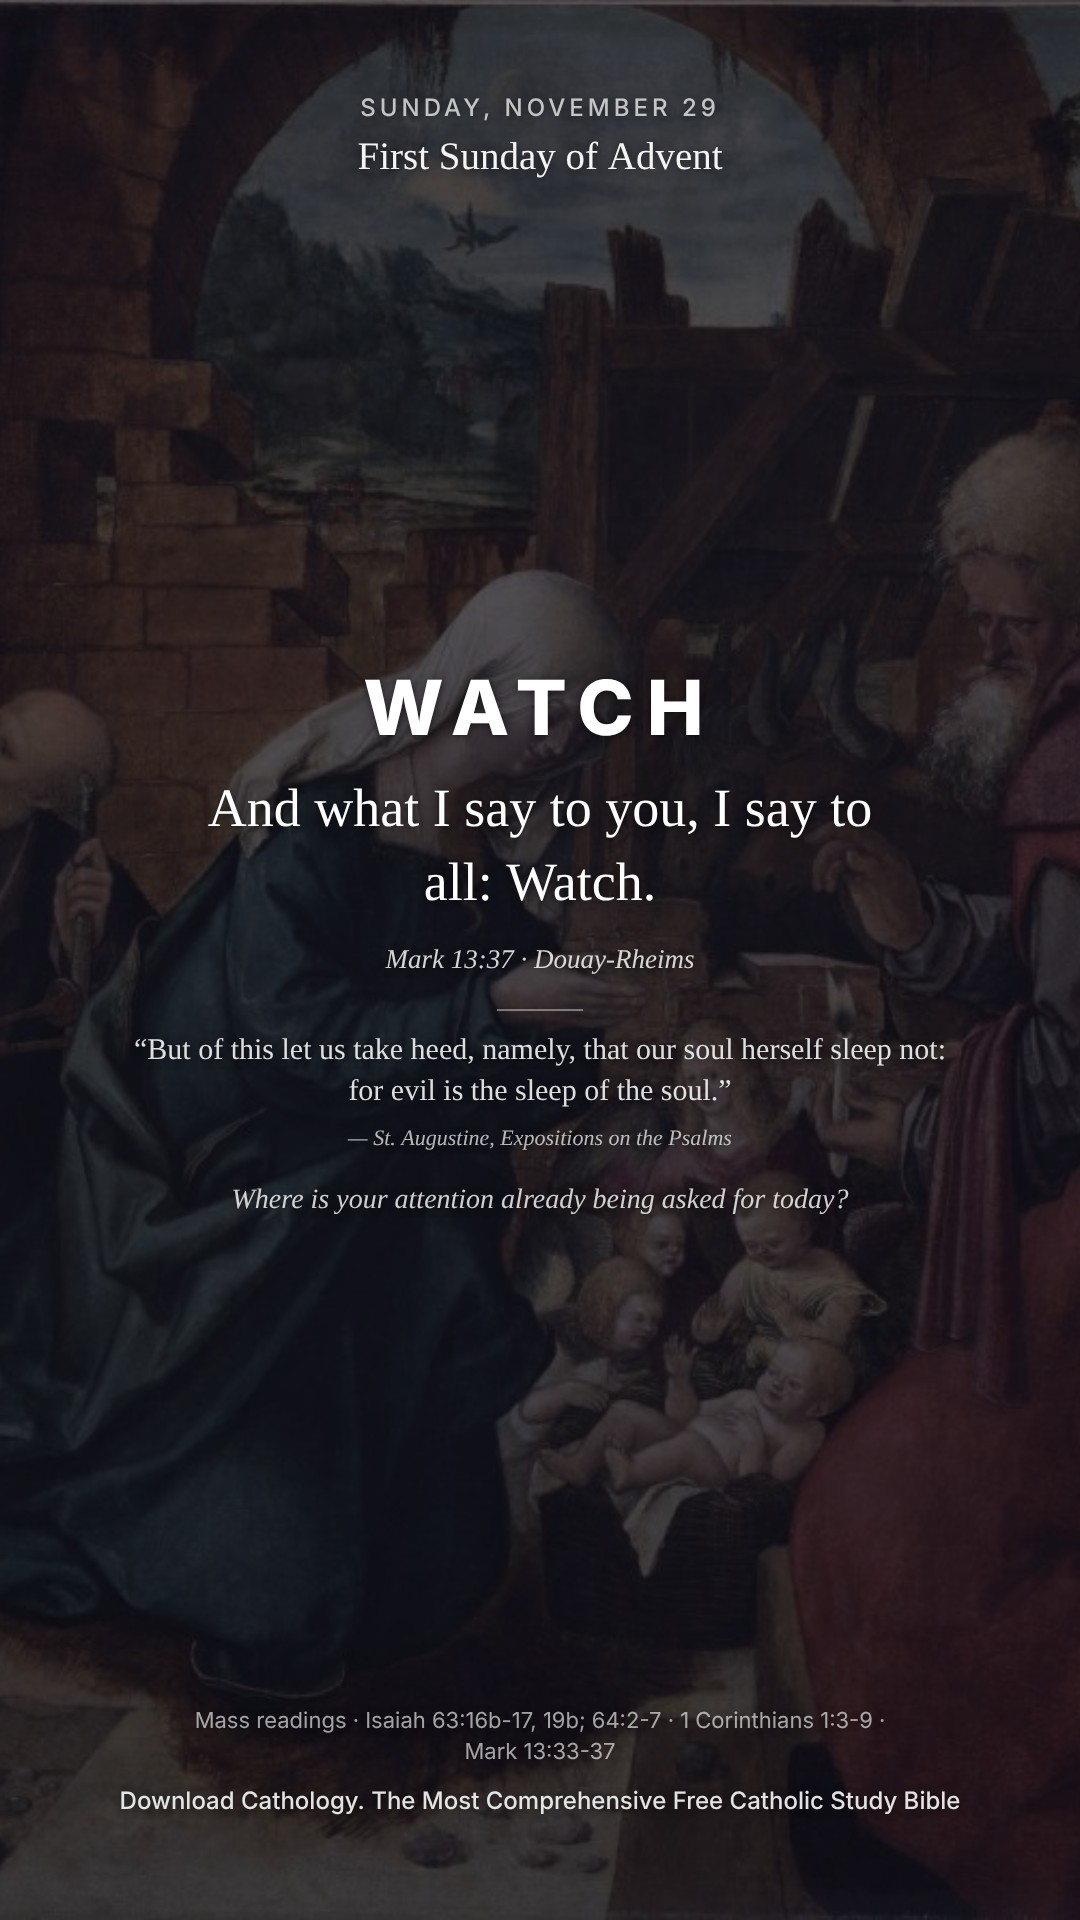 SUNDAY, NOVEMBER 29
First Sunday of Advent
WATCH
And what I say to you, I say to
all: Watch.
Mark 13:37 · Douay-Rheims
“But of this let us take heed, namely, that our soul herself sleep not:
for evil is the sleep of the soul.”
— St. Augustine, Expositions on the Psalms
Where is your attention already being asked for today?
Mass readings · Isaiah 63:16b-17, 19b; 64:2-7 · 1 Corinthians 1:3-9 ·
Mark 13:33-37
Download Cathology. The Most Comprehensive Free Catholic Study Bible